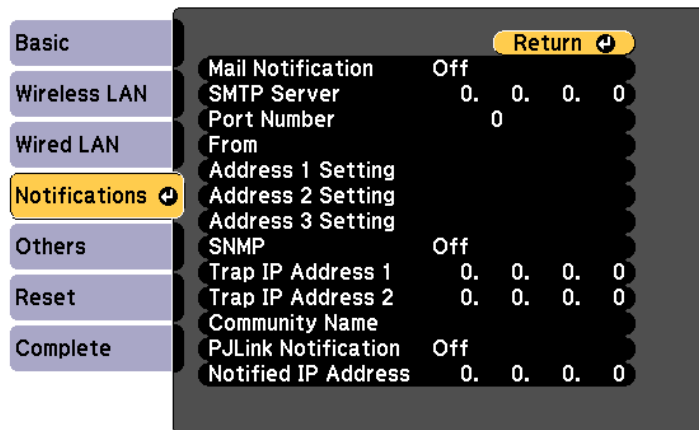 Basic
Wireless LAN
Wired LAN
Notifications
Others
Reset
Complete
Return
Mail Notification Off
SMTP Server 0. 0. 0. 0
Port Number 0
From
Address 1 Setting
Address 2 Setting
Address 3 Setting
SNMP Off
Trap IP Address 1 0. 0. 0. 0
Trap IP Address 2 0. 0. 0. 0
Community Name
PJLink Notification Off
Notified IP Address 0. 0. 0. 0